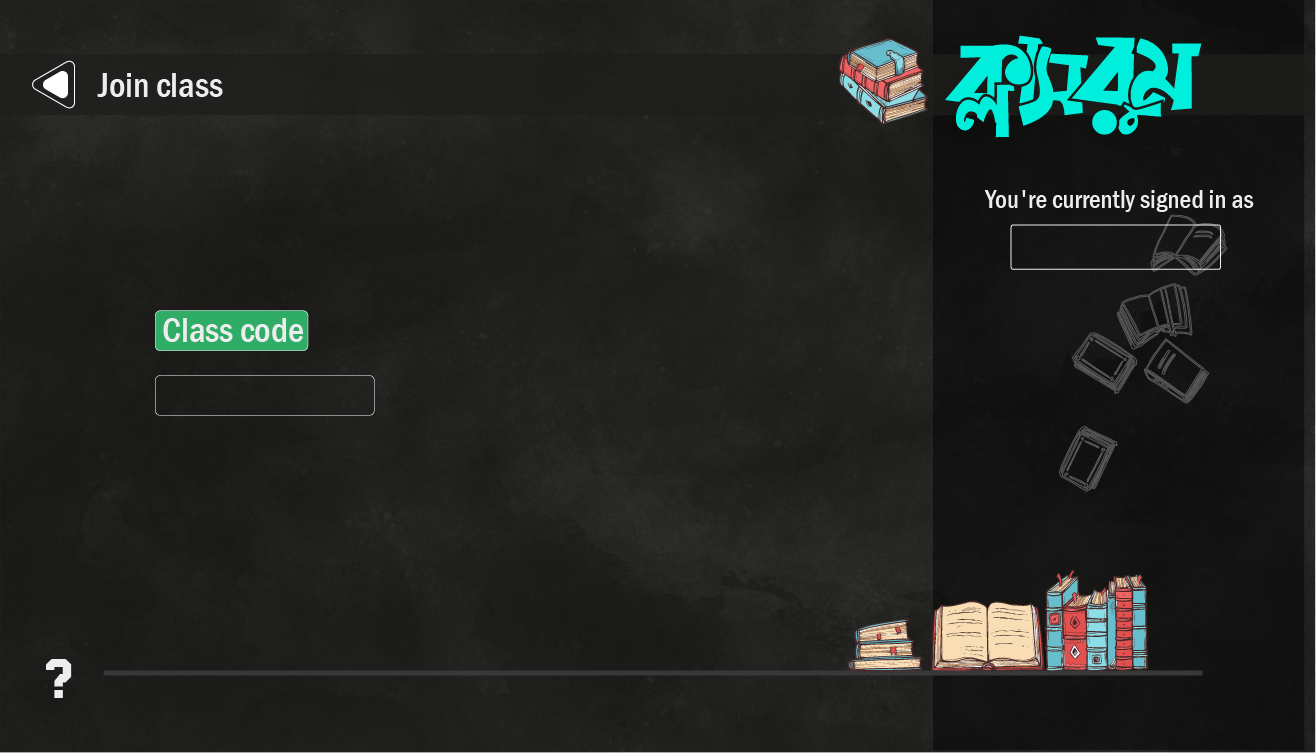 Join class
ক্লাসরুম
You're currently signed in as
Class code
?